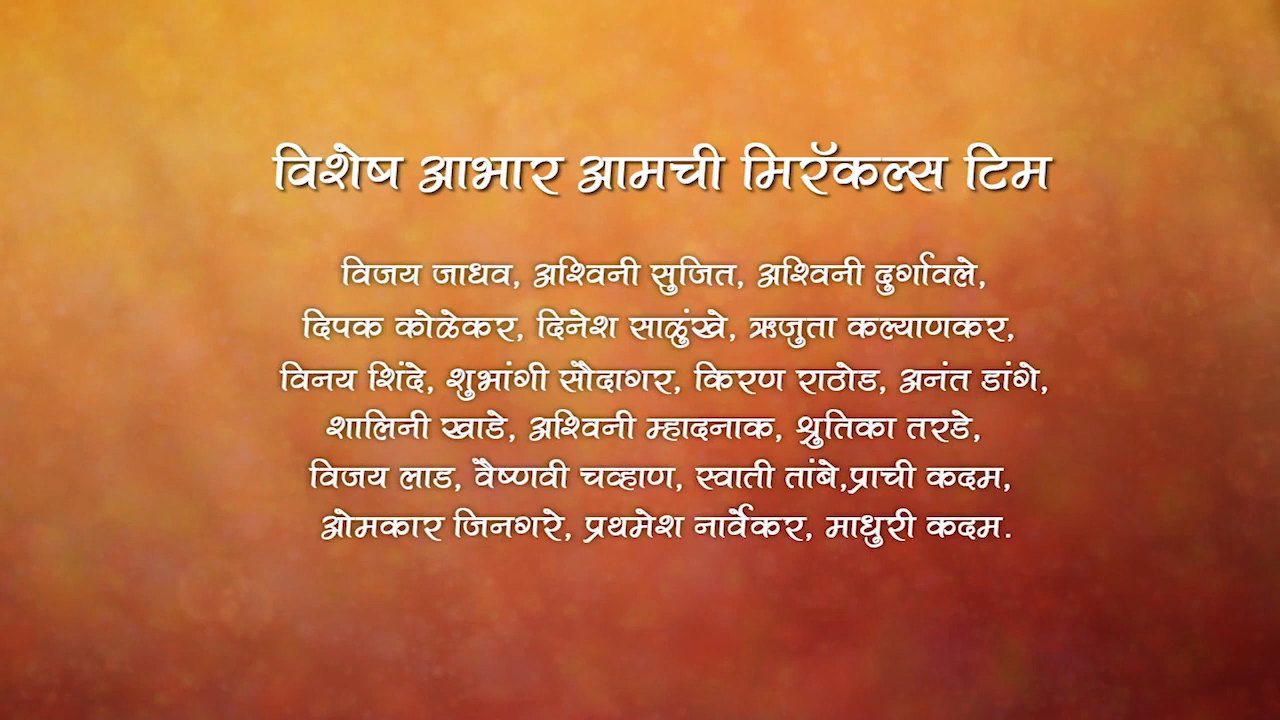 विशेष आभार आमची मिरॅकल्स टिम
विजय जाधव, अश्विनी सुजित, अश्विनी दुर्गावले,
दिपक कोळेकर, दिनेश साळुंखे, ऋजुता कल्याणकर,
विनय शिंदे, शुभांगी सौदागर, किरण राठोड, अनंत डांगे,
शालिनी खाडे, अश्विनी म्हादनाक, श्रुतिका तरडे,
विजय लाड, वैष्णवी चव्हाण, स्वाती तांबे,प्राची कदम,
ओमकार जिनगरे, प्रथमेश नार्वेकर, माधुरी कदम.